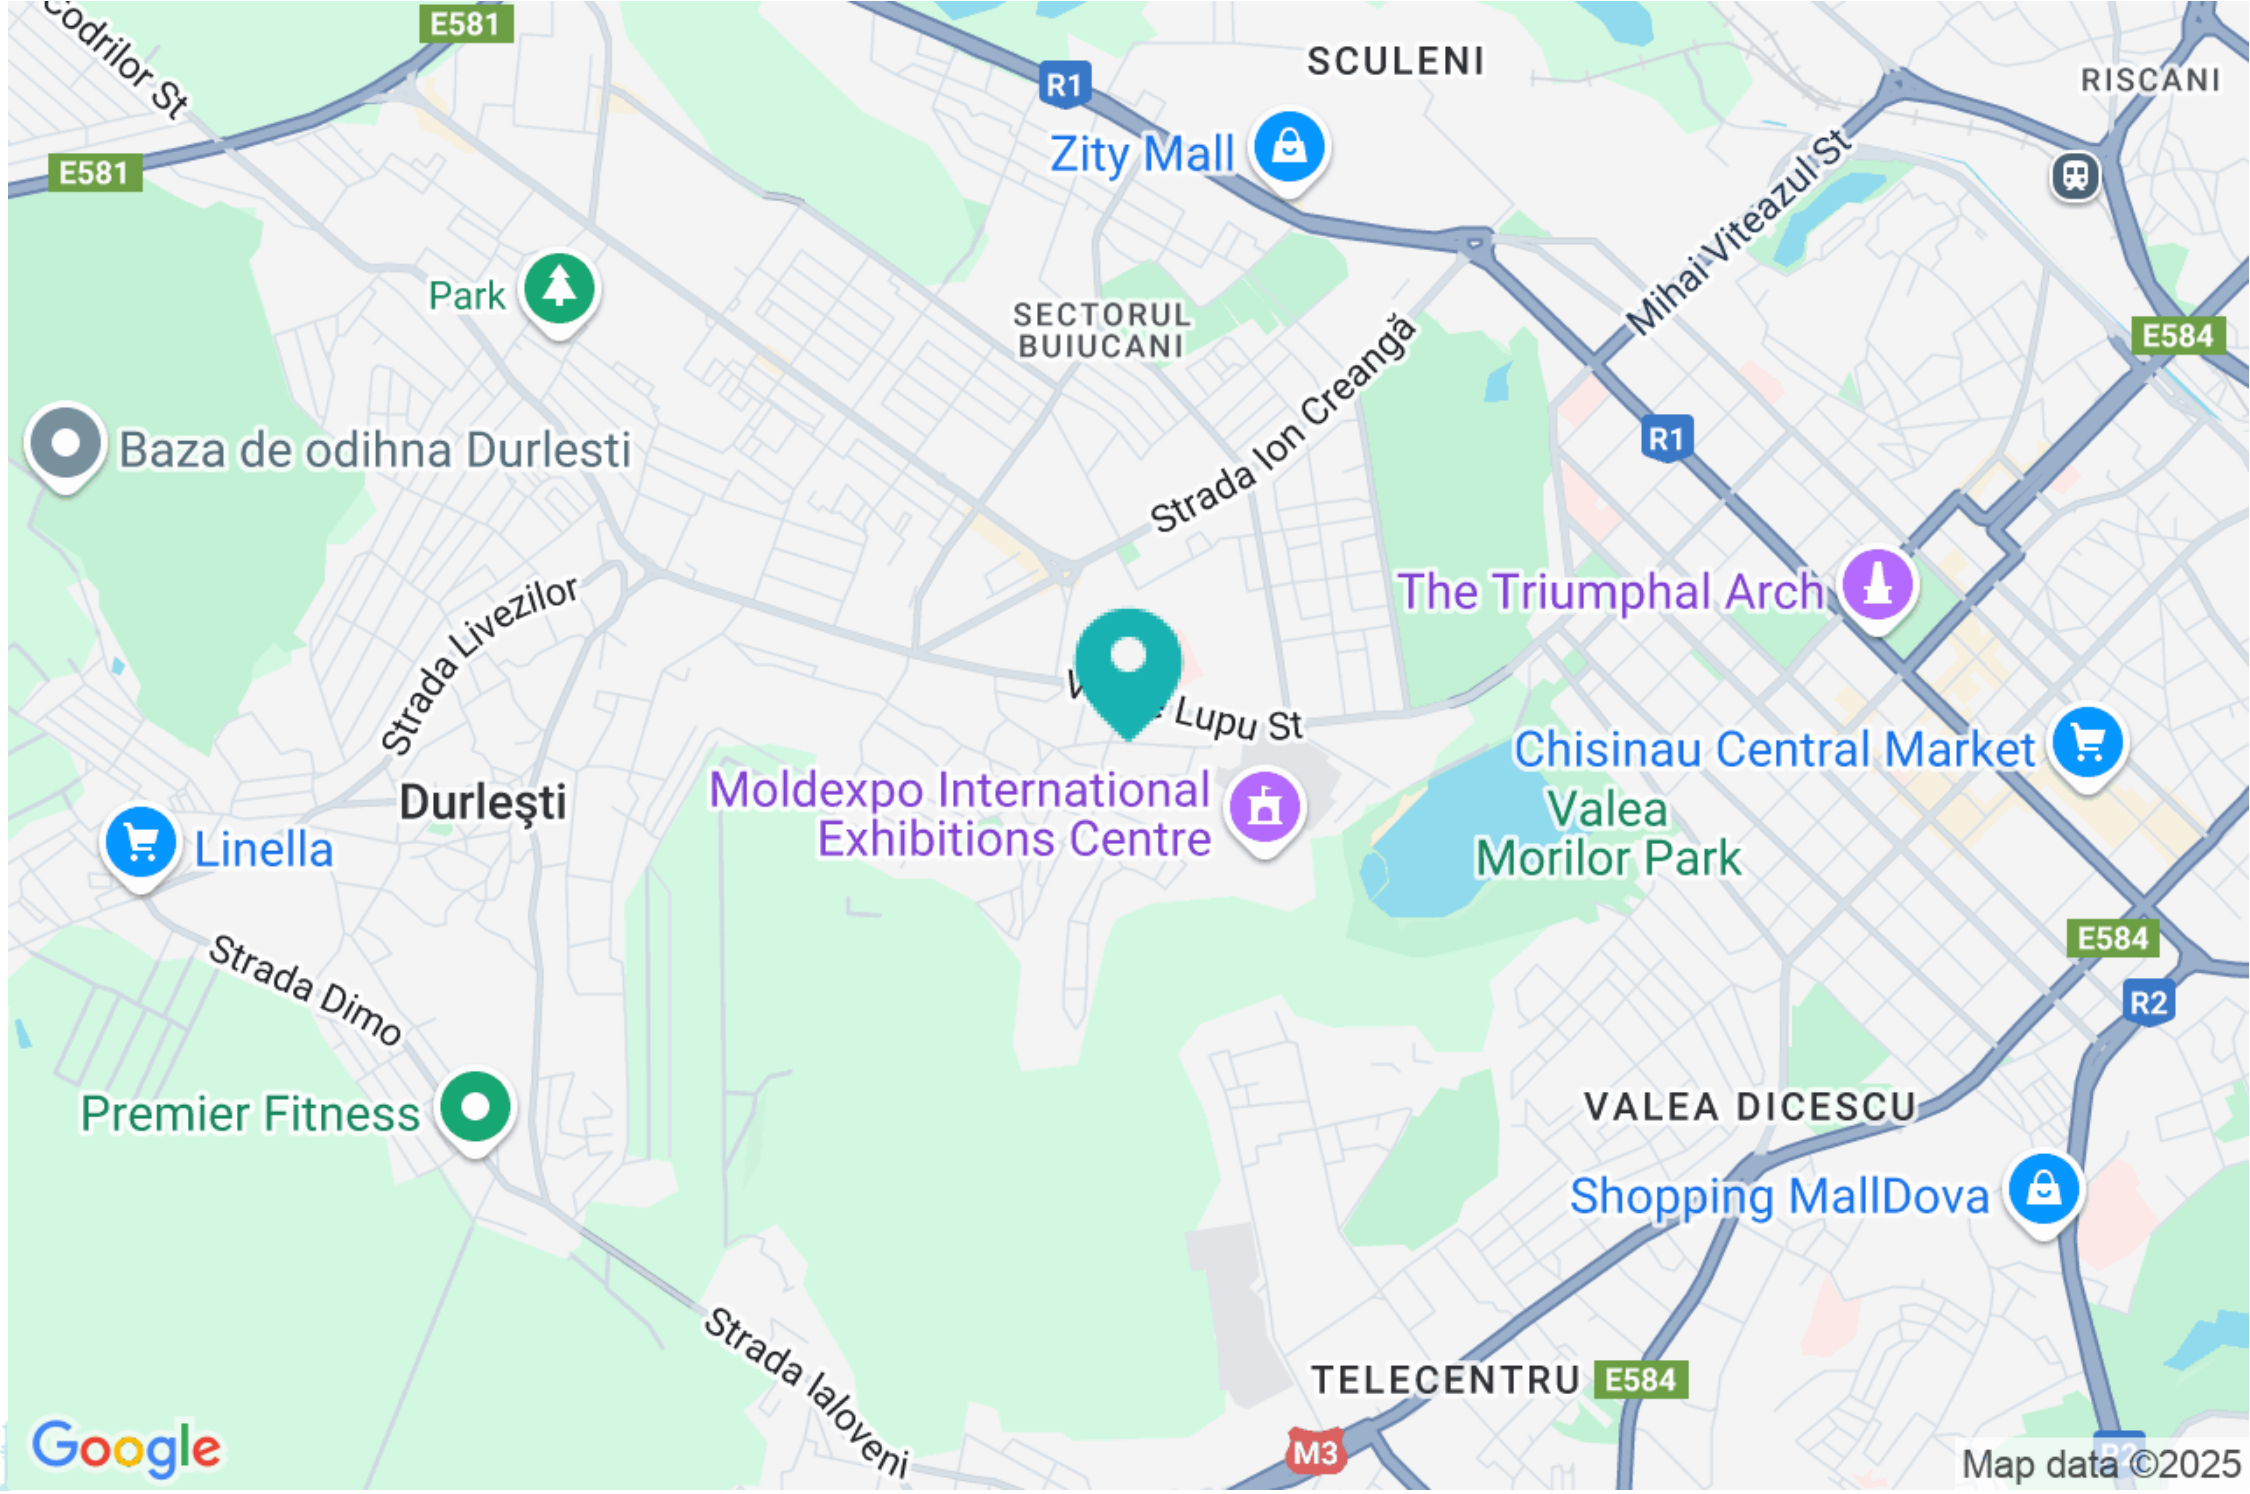 Codrilor St
E581
E581
R1
SCULENI
RISCANI
Zity Mall
Mihai Viteazul St
Park
SECTORUL
BUIUCANI
E584
Strada Ion Creangă
R1
Baza de odihna Durlesti
Strada Livezilor
The Triumphal Arch
Lupu St
Durleşti
Moldexpo International
Exhibitions Centre
Chisinau Central Market
Valea
Morilor Park
Linella
E584
R2
Strada Dimo
Premier Fitness
VALEA DICESCU
Shopping MallDova
Strada Ialoveni
TELECENTRU
E584
M3
R2
Google
Map data ©2025